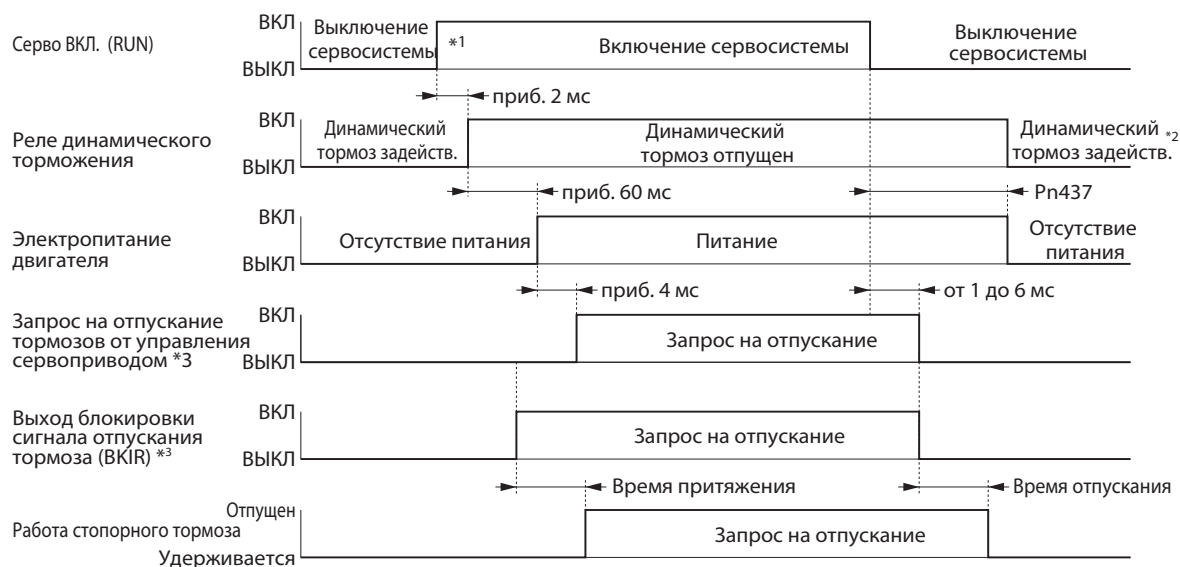 Серво ВКЛ. (RUN)
ВКЛ
ВЫКЛ
Выключение
сервосистемы
*1
Включение сервосистемы
Выключение
сервосистемы
приб. 2 мс
Реле динамического
торможения
ВКЛ
ВЫКЛ
Динамический
тормоз задейств.
Динамический
тормоз отпущен
Динамический *2
тормоз задейств.
приб. 60 мс
Pn437
Электропитание
двигателя
ВКЛ
ВЫКЛ
Отсутствие питания
Питание
Отсутствие
питания
приб. 4 мс
от 1 до 6 мс
Запрос на отпускание
тормозов от управления
сервоприводом *3
ВКЛ
ВЫКЛ
Запрос на отпускание
Выход блокировки
сигнала отпускания
тормоза (BKIR) *3
ВКЛ
ВЫКЛ
Запрос на отпускание
Время притяжения
Время отпускания
Работа стопорного тормоза
Отпущен
Удерживается
Запрос на отпускание